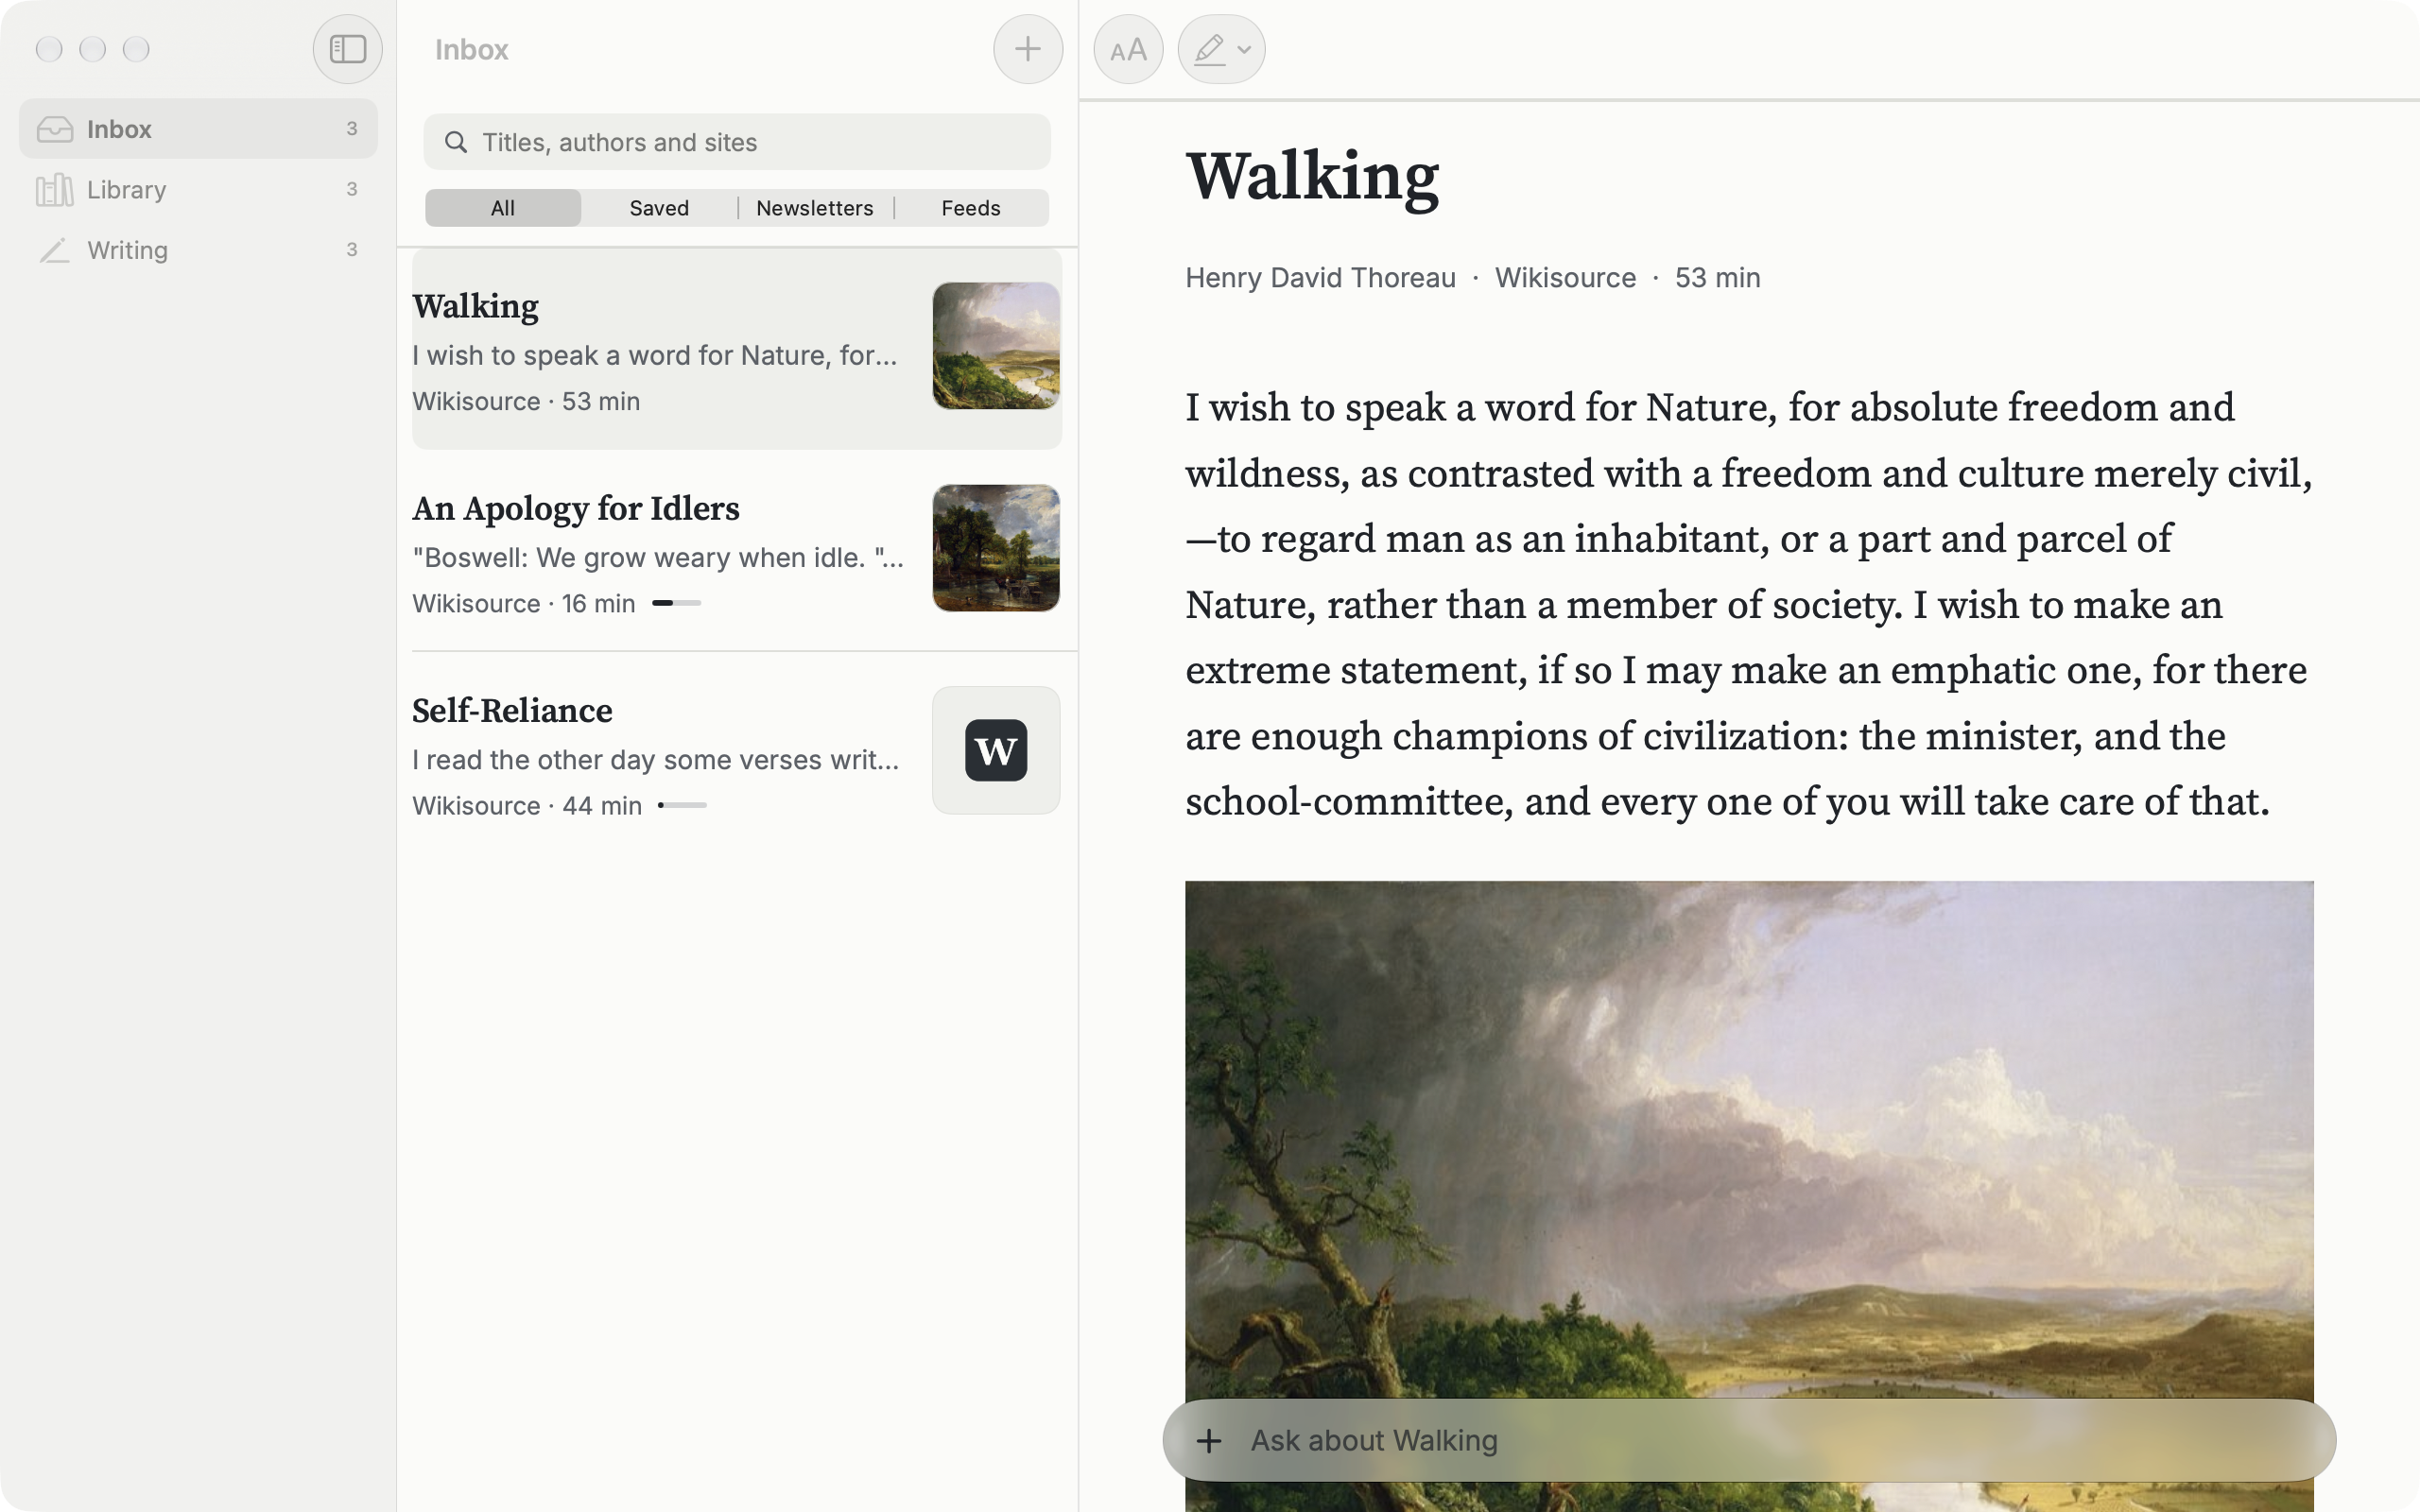 Inbox 3
Library 3
Writing 3
Inbox
Titles, authors and sites
All Saved Newsletters Feeds
Walking
I wish to speak a word for Nature, for...
Wikisource · 53 min
An Apology for Idlers
"Boswell: We grow weary when idle. "...
Wikisource · 16 min
Self-Reliance
I read the other day some verses writ...
Wikisource · 44 min
W
AA
Walking
Henry David Thoreau · Wikisource · 53 min
I wish to speak a word for Nature, for absolute freedom and
wildness, as contrasted with a freedom and culture merely civil,
—to regard man as an inhabitant, or a part and parcel of
Nature, rather than a member of society. I wish to make an
extreme statement, if so I may make an emphatic one, for there
are enough champions of civilization: the minister, and the
school-committee, and every one of you will take care of that.
Ask about Walking